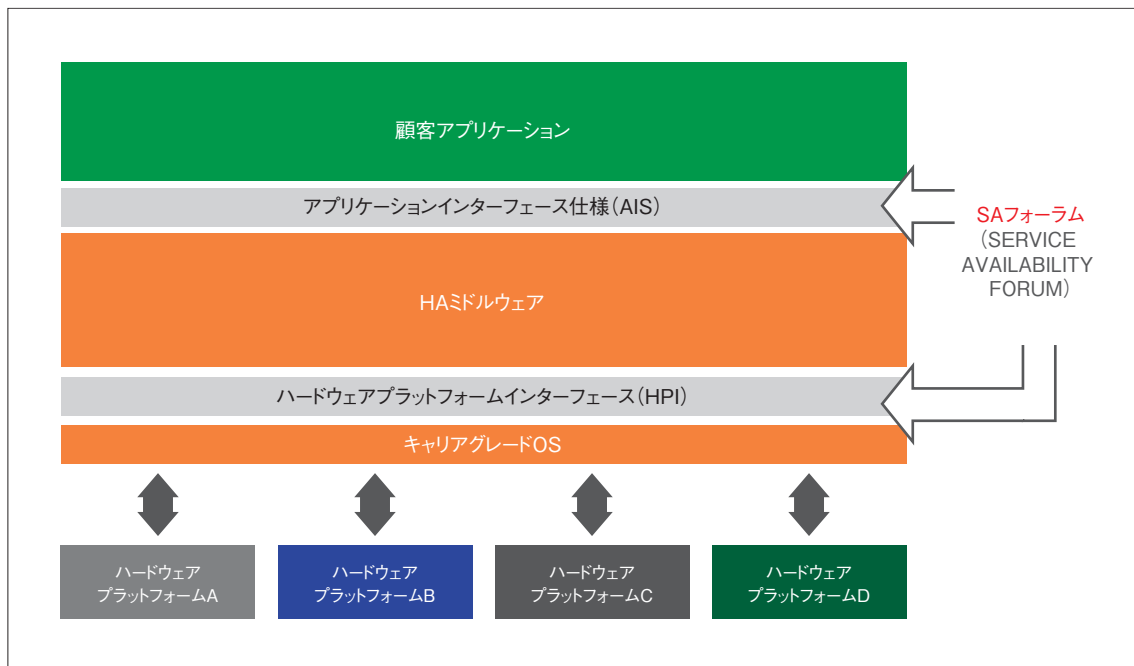 顧客アプリケーション
アプリケーションインターフェース仕様（AIS）
SAフォーラム
（SERVICE
AVAILABILITY
FORUM）
HAミドルウェア
ハードウェアプラットフォームインターフェース（HPI）
キャリアグレードOS
ハードウェア
プラットフォームA
ハードウェア
プラットフォームB
ハードウェア
プラットフォームC
ハードウェア
プラットフォームD